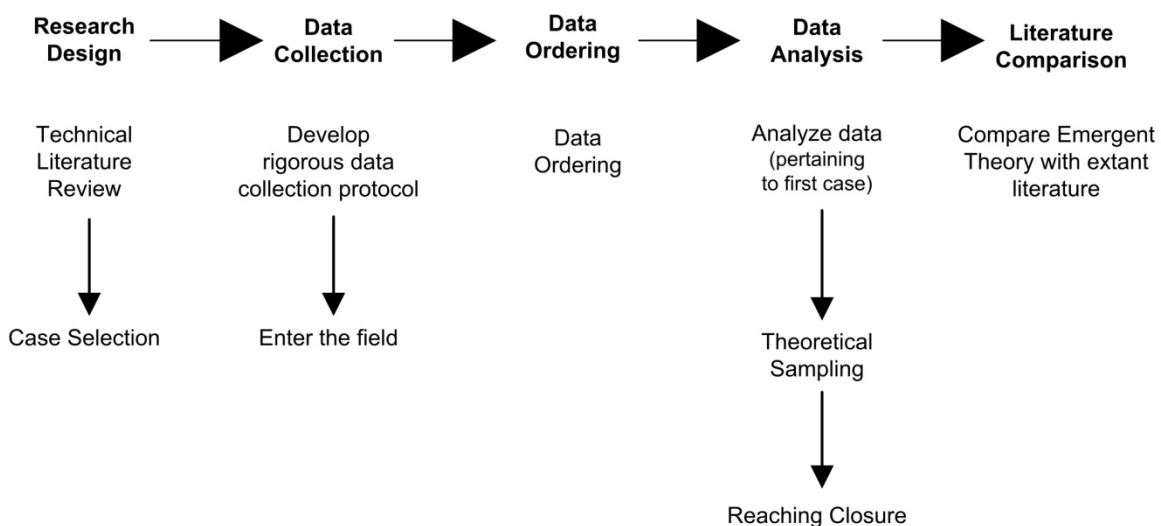 Research
Design
Data
Collection
Data
Ordering
Data
Analysis
Literature
Comparison
Technical
Literature
Review
Case Selection
Develop
rigorous data
collection protocol
Enter the field
Data
Ordering
Analyze data
(pertaining
to first case)
Theoretical
Sampling
Reaching Closure
Compare Emergent
Theory with extant
literature